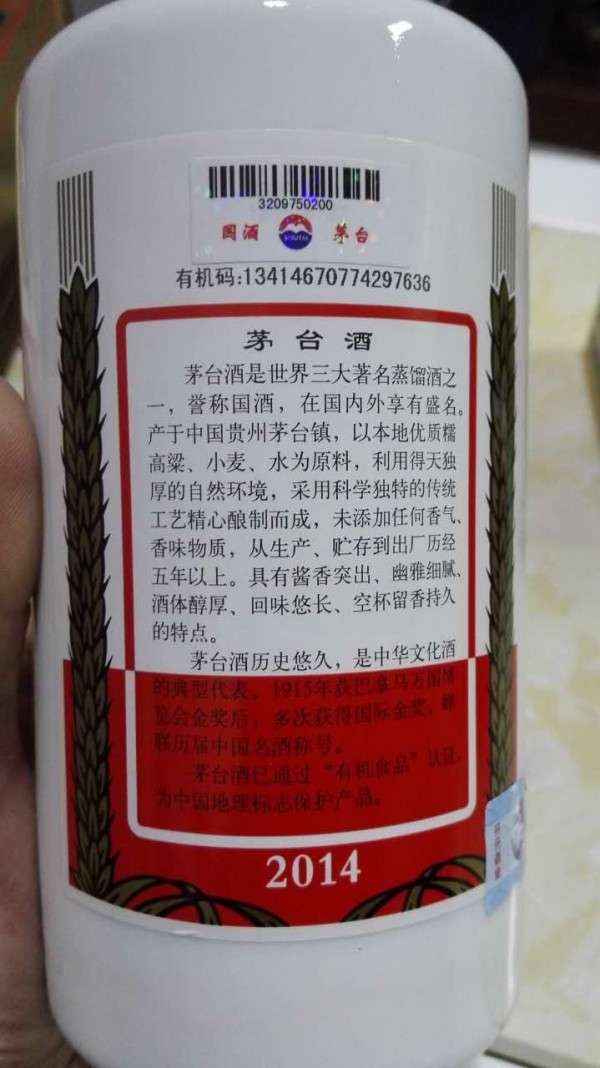 3209750200
国酒 茅台
有机码:13414670774297636
茅台酒
茅台酒是世界三大著名蒸馏酒之
一，誉称国酒，在国内外享有盛名。
产于中国贵州茅台镇，以本地优质糯
高粱、小麦、水为原料，利用得天独
厚的自然环境，采用科学独特的传统
工艺精心酿制而成，未添加任何香气、
香味物质，从生产、贮存到出厂历经
五年以上。具有酱香突出、幽雅细腻、
酒体醇厚、回味悠长、空杯留香持久
的特点。
茅台酒历史悠久，是中华文化酒
的典型代表。1915年获巴拿马万国博
览会金奖后，多次获得国际金奖，蝉
联历届中国名酒称号。
茅台酒已通过“有机食品”认证，
为中国地理标志保护产品。
2014